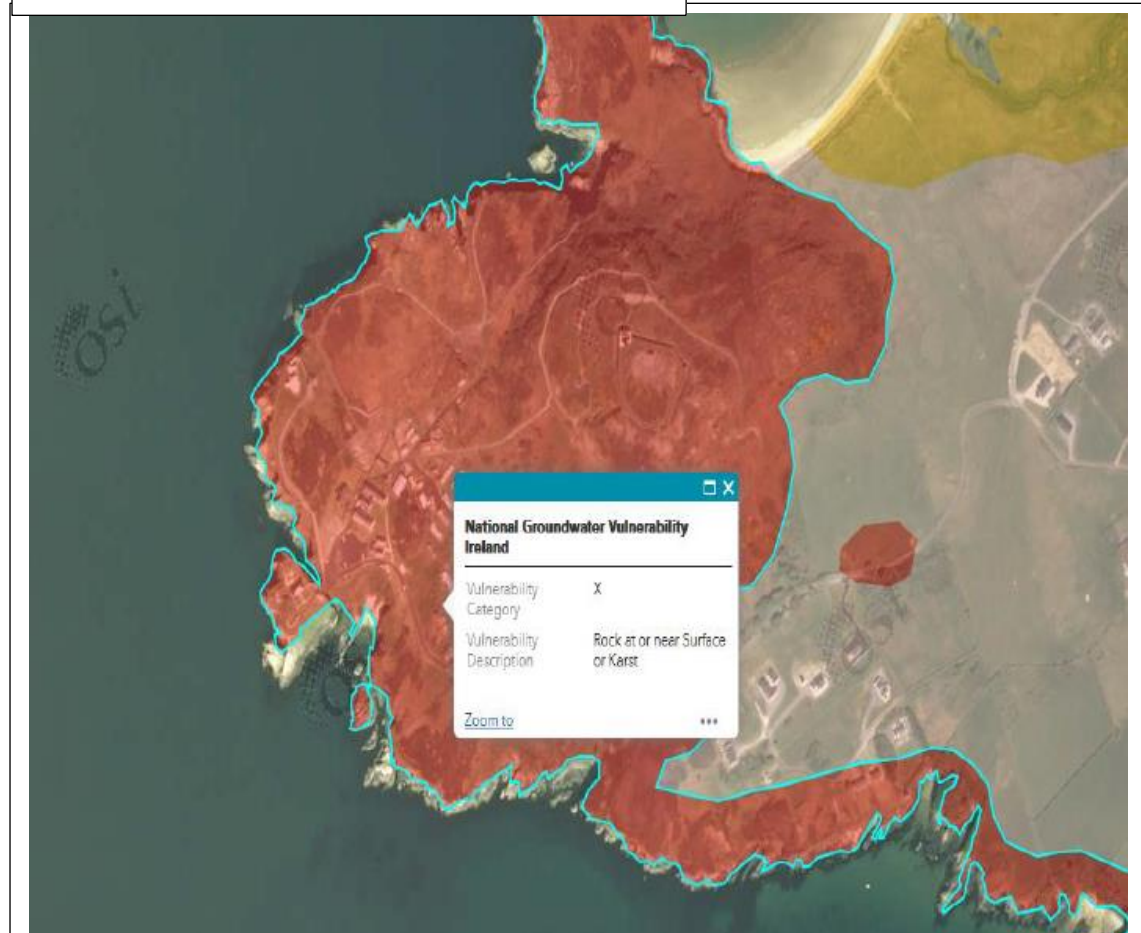 Osi
National Groundwater Vulnerability
Ireland
Vulnerability X
Category
Vulnerability Rock at or near Surface
Description or Karst
Zoom to